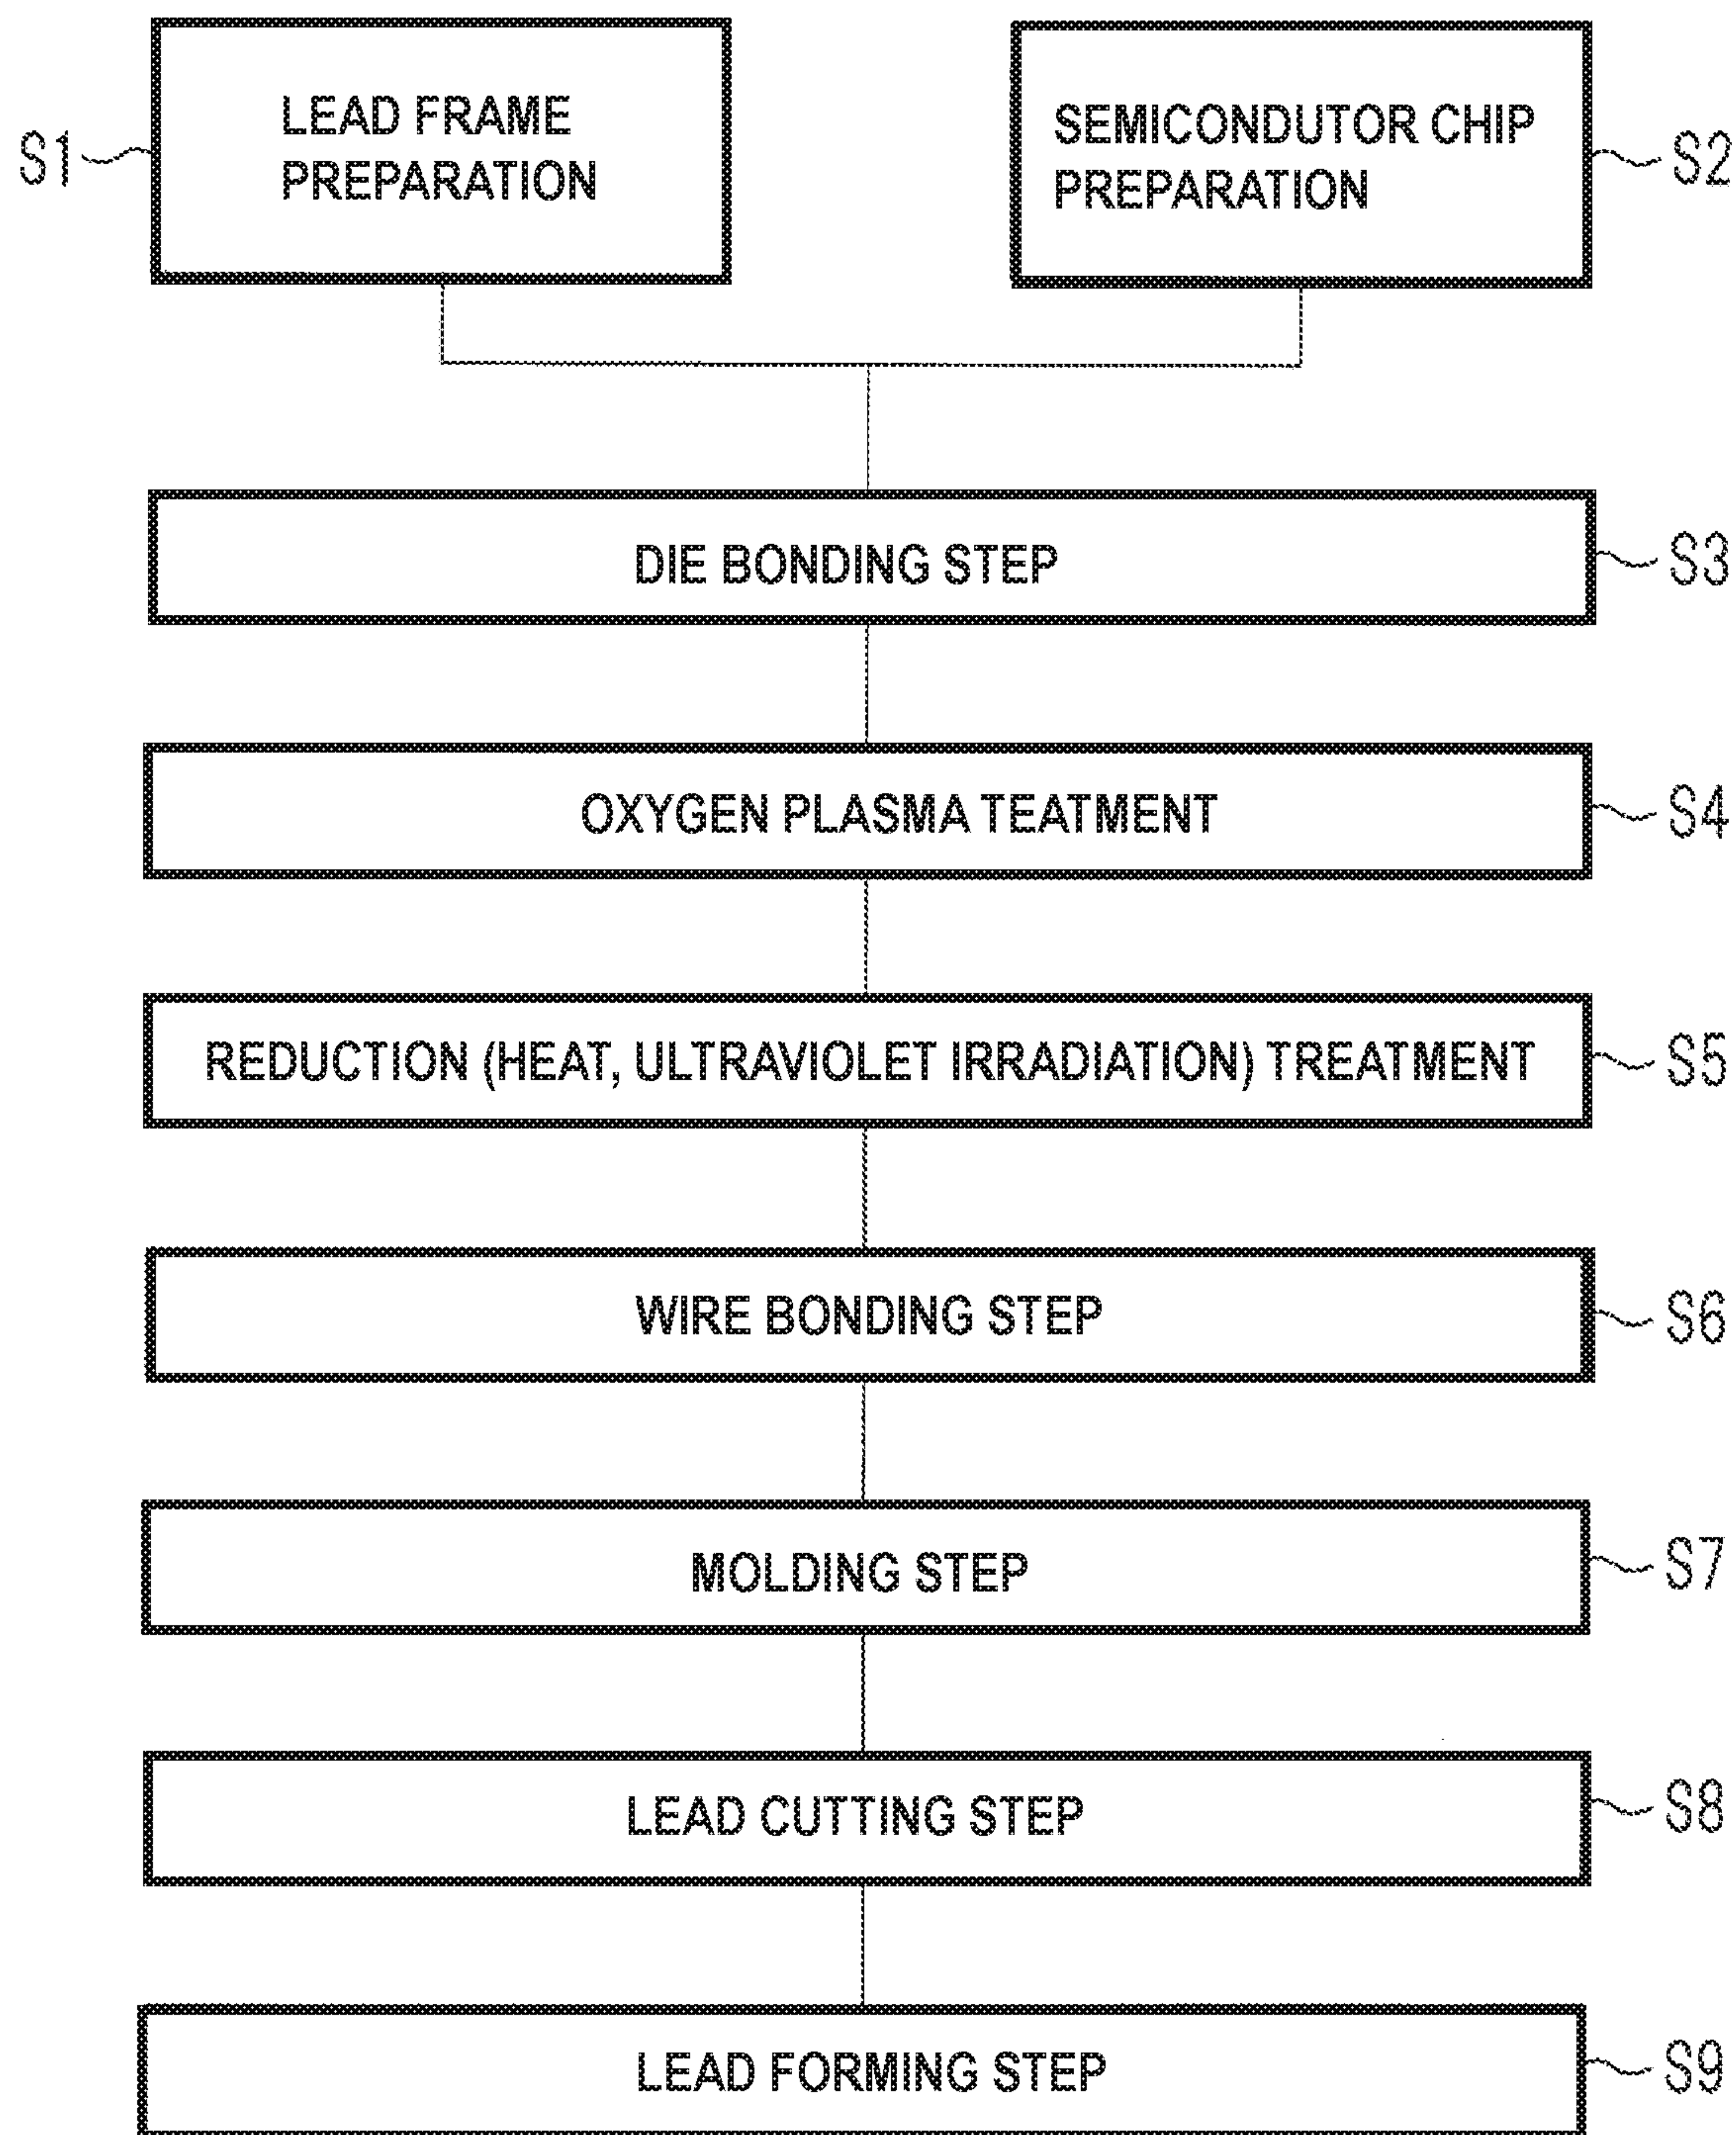 LEAD FRAME
PREPARATION
S1
SEMICONDUTOR CHIP
PREPARATION
S2
DIE BONDING STEP
S3
OXYGEN PLASMA TEATMENT
S4
REDUCTION (HEAT, ULTRAVIOLET IRRADIATION) TREATMENT
S5
WIRE BONDING STEP
S6
MOLDING STEP
S7
LEAD CUTTING STEP
S8
LEAD FORMING STEP
S9